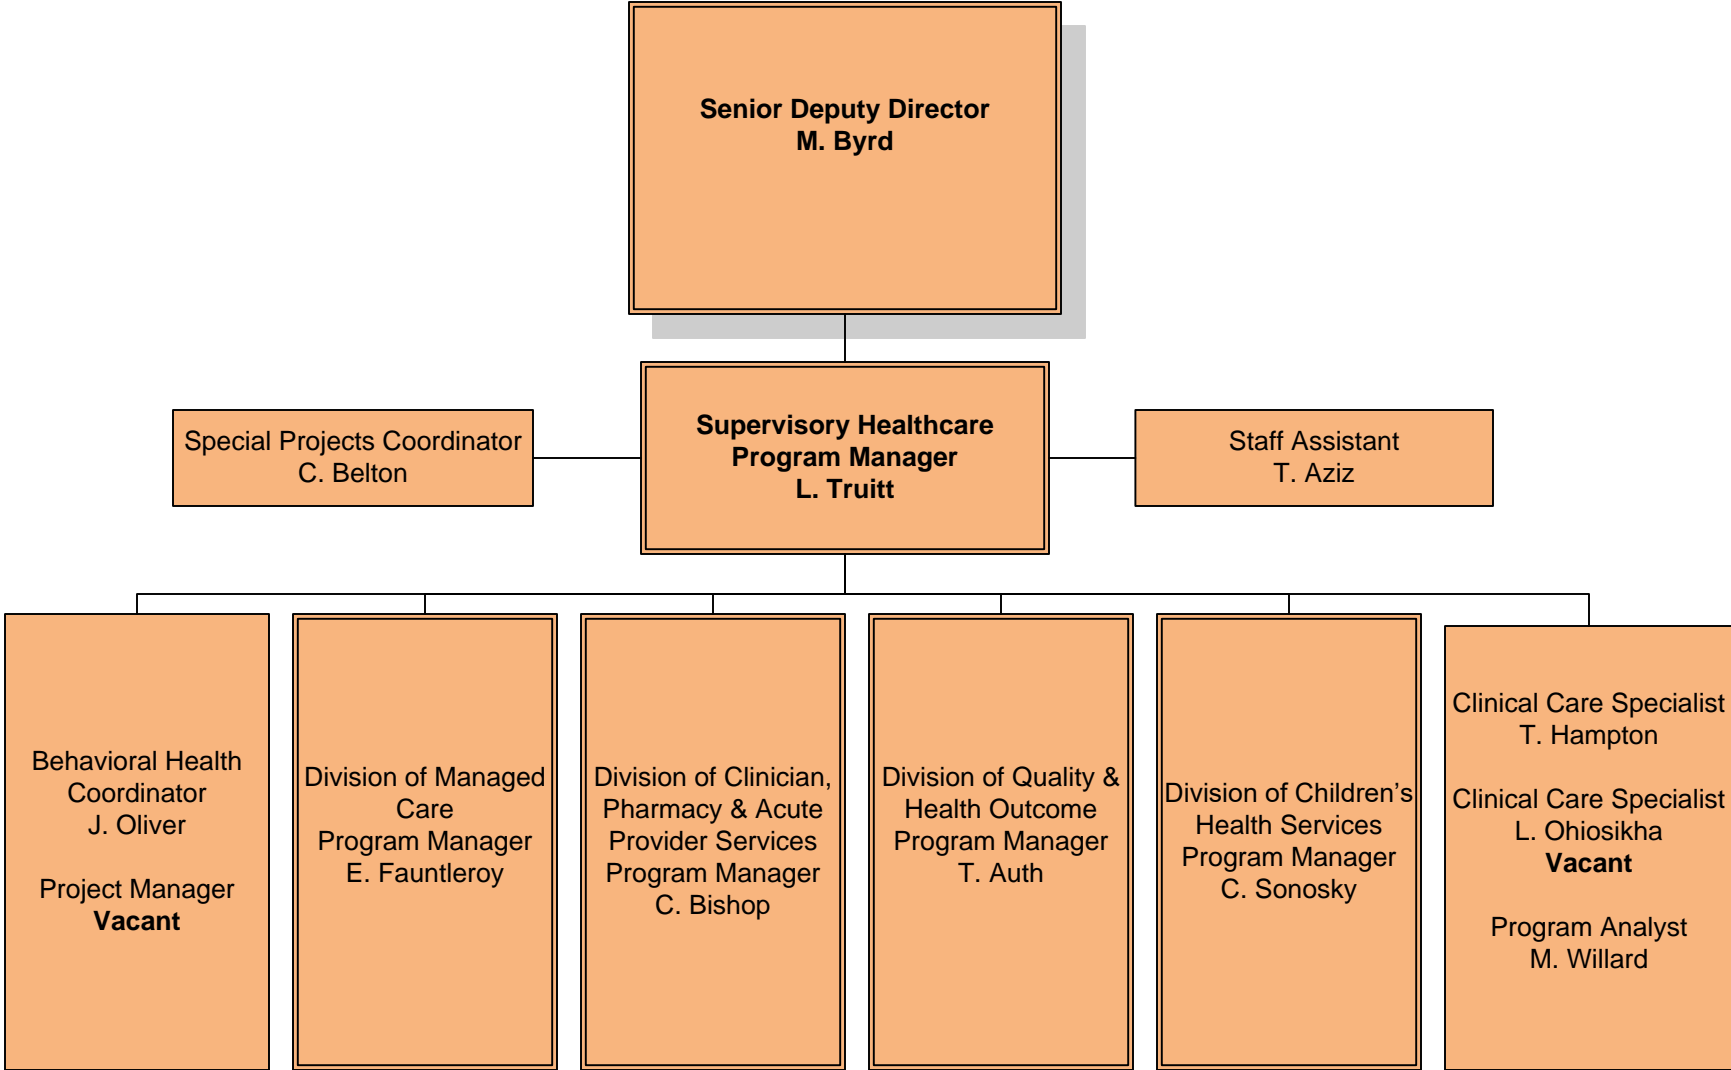 Senior Deputy Director
M. Byrd
Special Projects Coordinator
C. Belton
Supervisory Healthcare
Program Manager
L. Truitt
Staff Assistant
T. Aziz
Behavioral Health
Coordinator
J. Oliver
Project Manager
Vacant
Division of Managed
Care
Program Manager
E. Fauntleroy
Division of Clinician,
Pharmacy & Acute
Provider Services
Program Manager
C. Bishop
Division of Quality &
Health Outcome
Program Manager
T. Auth
Division of Children’s
Health Services
Program Manager
C. Sonosky
Clinical Care Specialist
T. Hampton
Clinical Care Specialist
L. Ohiosikha
Vacant
Program Analyst
M. Willard